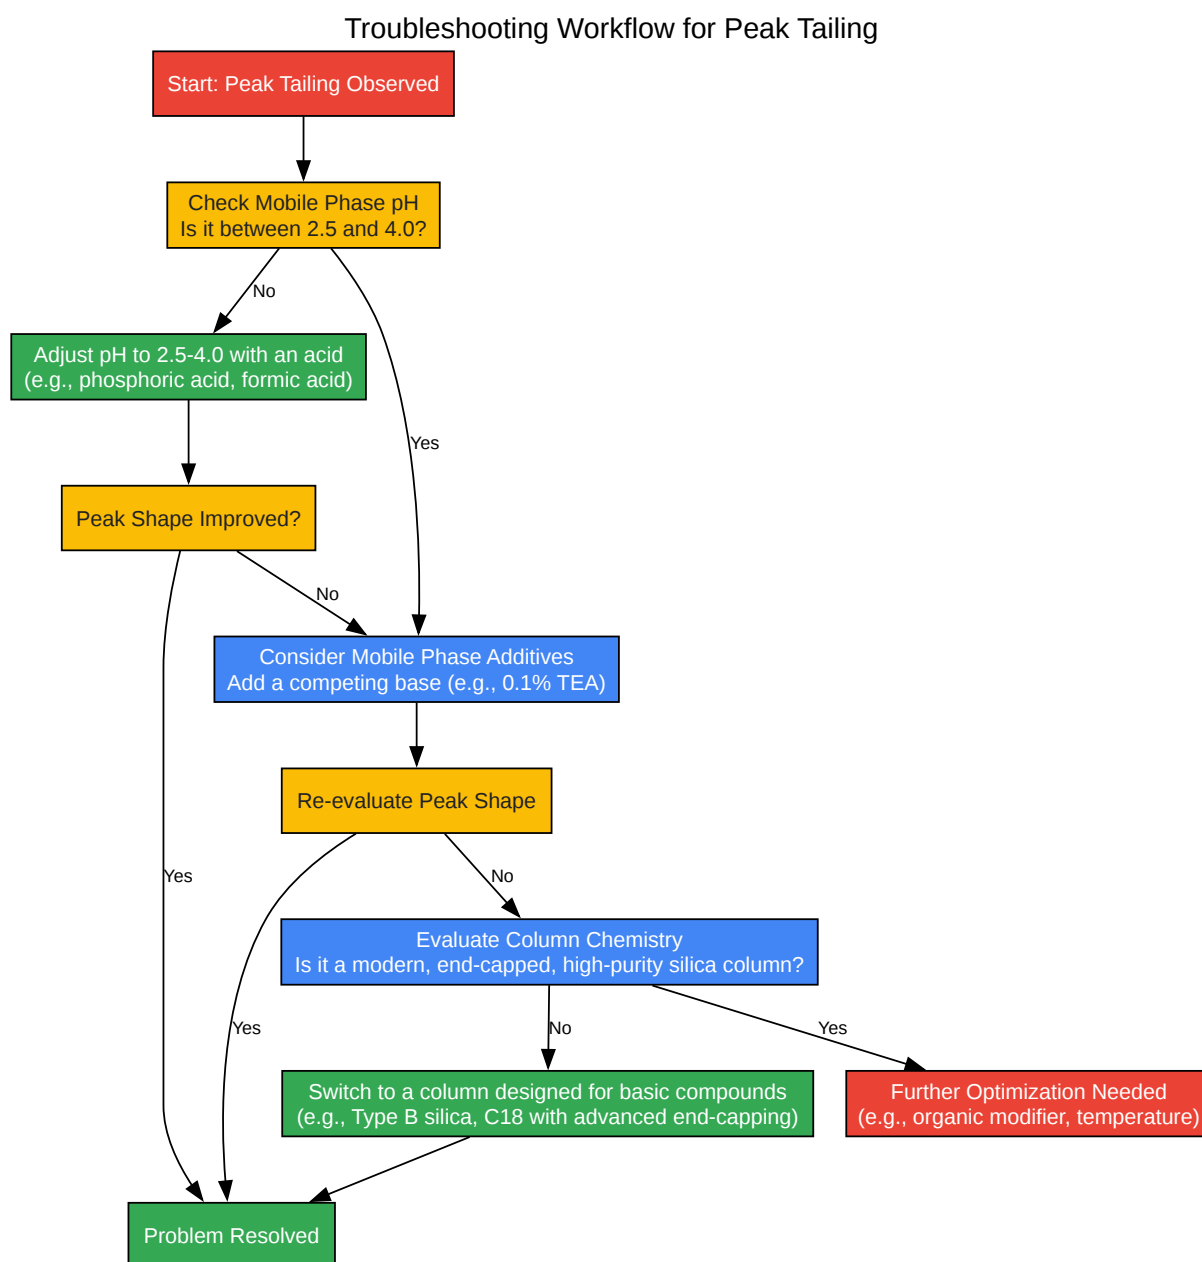 Troubleshooting Workflow for Peak Tailing
Start: Peak Tailing Observed
Check Mobile Phase pH
Is it between 2.5 and 4.0?
No
Adjust pH to 2.5-4.0 with an acid
(e.g., phosphoric acid, formic acid)
Yes
Peak Shape Improved?
No
Consider Mobile Phase Additives
Add a competing base (e.g., 0.1% TEA)
Re-evaluate Peak Shape
Yes
No
Evaluate Column Chemistry
Is it a modern, end-capped, high-purity silica column?
Yes
No
Yes
Switch to a column designed for basic compounds
(e.g., Type B silica, C18 with advanced end-capping)
Further Optimization Needed
(e.g., organic modifier, temperature)
Problem Resolved